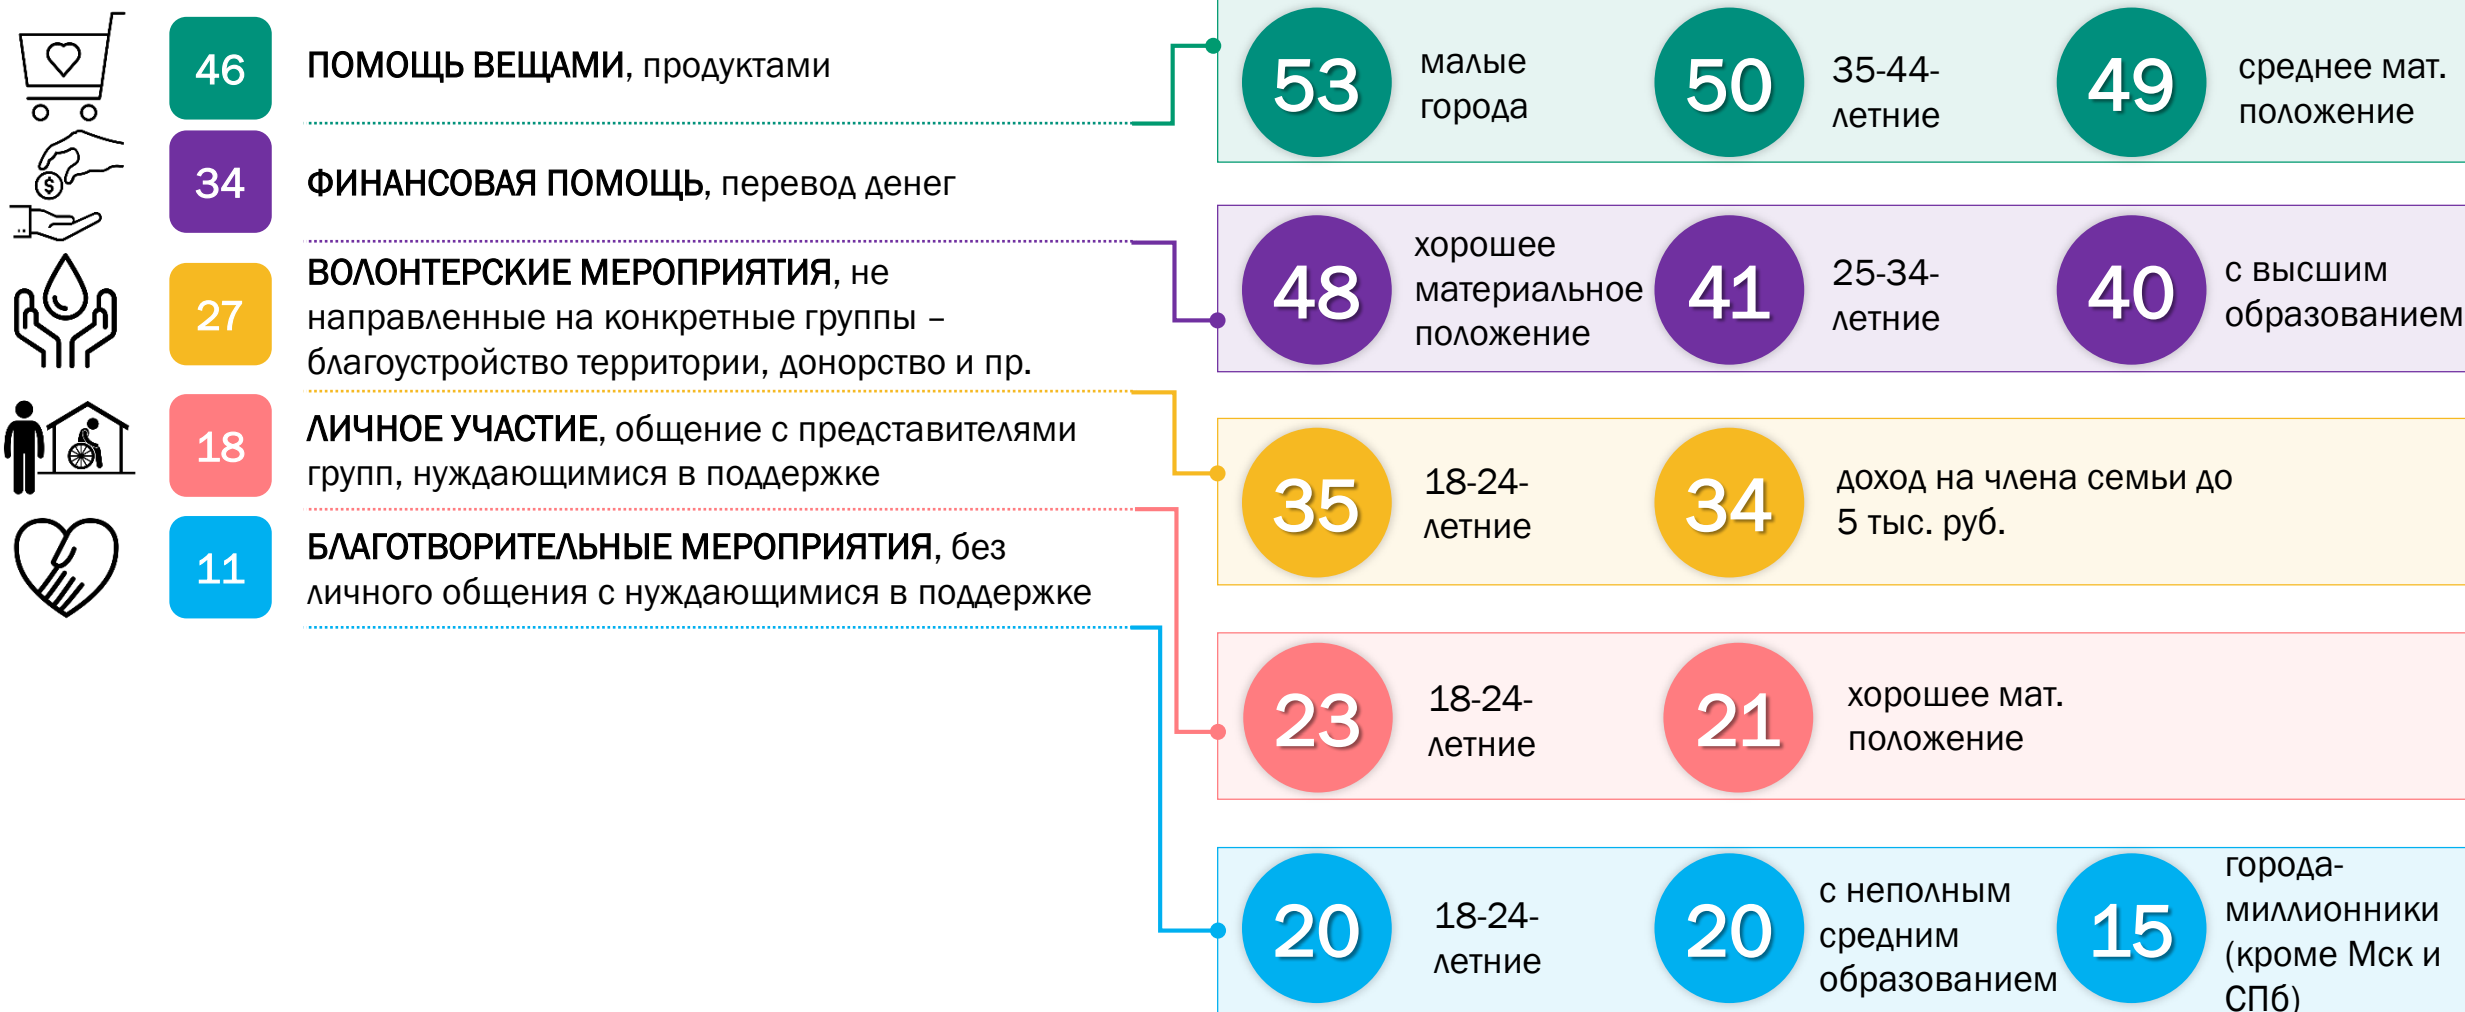 46
ПОМОЩЬ ВЕЩАМИ, продуктами
34
ФИНАНСОВАЯ ПОМОЩЬ, перевод денег
$
27
ВОЛОНТЕРСКИЕ МЕРОПРИЯТИЯ, не
направленные на конкретные группы –
благоустройство территории, донорство и пр.
18
ЛИЧНОЕ УЧАСТИЕ, общение с представителями
групп, нуждающимися в поддержке
11
БЛАГОТВОРИТЕЛЬНЫЕ МЕРОПРИЯТИЯ, без
личного общения с нуждающимися в поддержке
53
малые
города
50
35-44-
летние
49
среднее мат.
положение
48
хорошее
материальное
положение
41
25-34-
летние
40
с высшим
образованием
35
18-24-
летние
34
доход на члена семьи до
5 тыс. руб.
23
18-24-
летние
21
хорошее мат.
положение
20
18-24-
летние
20
с неполным
средним
образованием
15
города-
миллионники
(кроме Мск и
СПб)